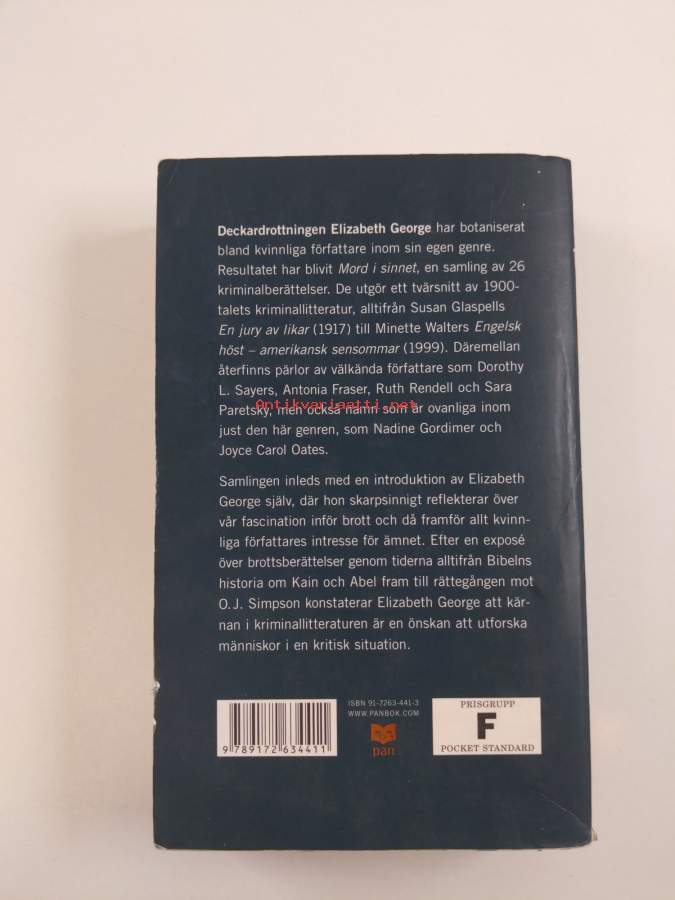 Deckardrottningen Elizabeth George har botaniserat
bland kvinnliga författare inom sin egen genre.
Resultatet har blivit Mord i sinnet, en samling av 26
kriminalberättelser. De utgör ett tvärsnitt av 1900-
talets kriminallitteratur, alltifrån Susan Glaspells
En jury av likar (1917) till Minette Walters Engelsk
höst – amerikansk sensommar (1999). Däremellan
återfinns pärlor av välkända författare som Dorothy
L. Sayers, Antonia Fraser, Ruth Rendell och Sara
Antikvariaatti.net
Paretsky, men också namn som är ovanliga inom
just den här genren, som Nadine Gordimer och
Joyce Carol Oates.
Samlingen inleds med en introduktion av Elizabeth
George själv, där hon skarpsinnigt reflekterar över
vår fascination inför brott och då framför allt kvinn-
liga författares intresse för ämnet. Efter en exposé
över brottsberättelser genom tiderna alltifrån Bibelns
historia om Kain och Abel fram till rättegången mot
O.J. Simpson konstaterar Elizabeth George att kär-
nan i kriminallitteraturen är en önskan att utforska
människor i en kritisk situation.
ISBN 91-7263-441-3
WWW.PANBOK.COM
pan
9 789172 634411
PRISGRUPP
F
POCKET STANDARD